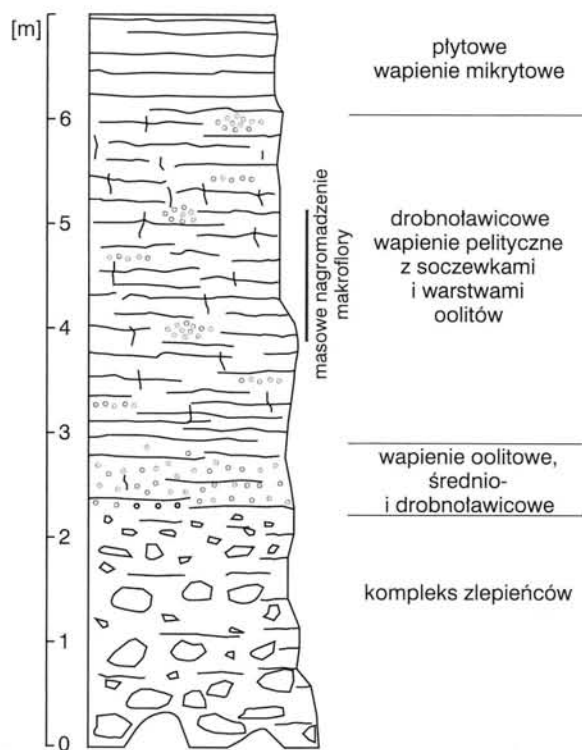 [m]
płytowe
wapienie mikrytowe
6
5
masowe nagromadzenie
makroflory
drobnoławicowe
wapienie pelityczne
z soczewkami
i warstwami
oolitów
4
3
wapienie oolitowe,
średnio-
i drobnoławicowe
2
kompleks zlepieńców
1
0